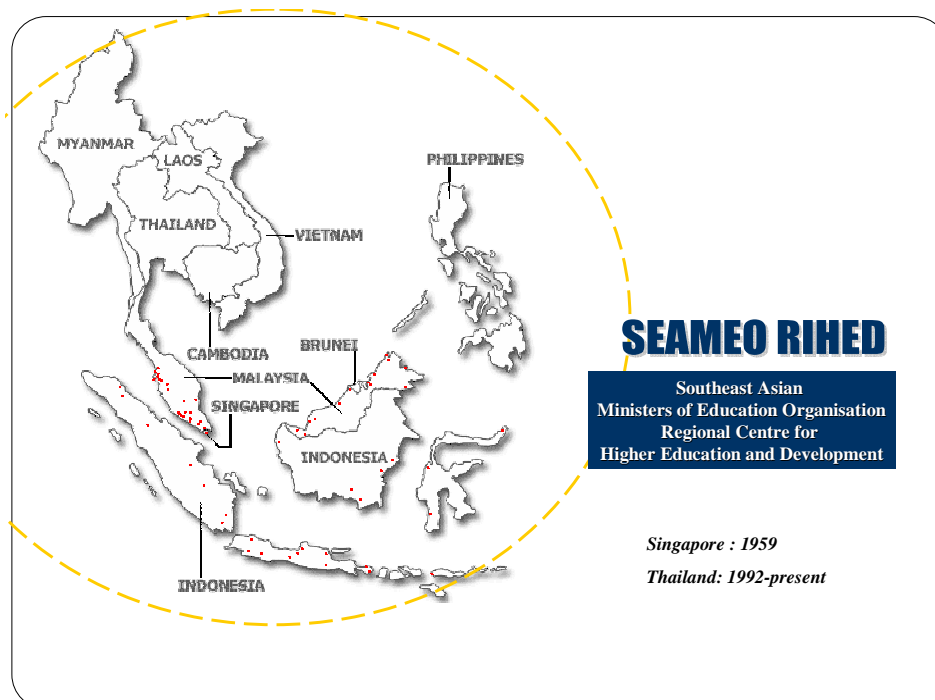 MYANMAR
LAOS
PHILIPPINES
THAILAND
VIETNAM
CAMBODIA
BRUNEI
MALAYSIA
SINGAPORE
INDONESIA
INDONESIA
SEAMEO RIHED
Southeast Asian
Ministers of Education Organisation
Regional Centre for
Higher Education and Development
Singapore : 1959
Thailand: 1992-present